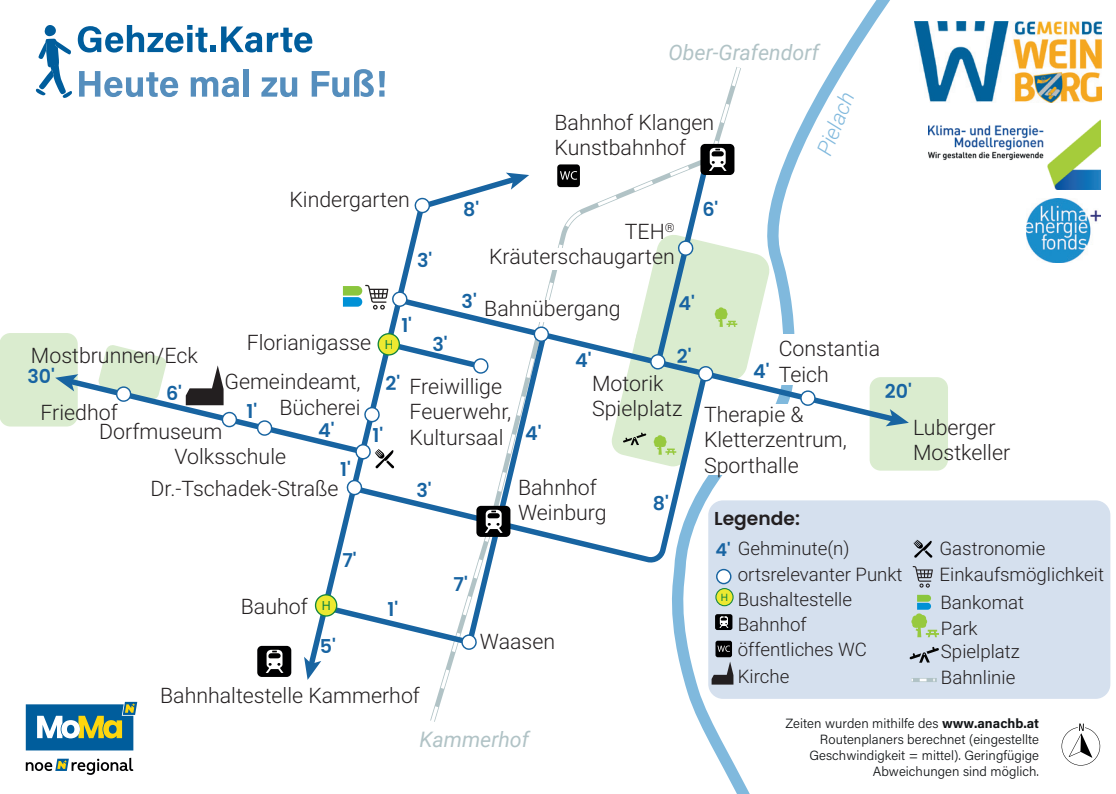 Gehzeit.Karte
Heute mal zu Fuß!
Ober-Grafendorf
Pielach
GEMEINDE
WEIN
BURG
Klima- und Energie-
Modellregionen
Wir gestalten die Energiewende
klima+
energie
fonds
Bahnhof Klangen
Kunstbahnhof
WC
Kindergarten
8'
6'
TEH®
Kräuterschaugarten
3'
3'
Bahnübergang
4'
1'
Florianigasse
H
3'
4'
2'
4'
Constantia
Teich
Mostbrunnen/Eck
30'
6'
Friedhof
1'
Dorfmuseum
Volksschule
4'
Gemeindeamt,
Bücherei
2'
1'
Freiwillige
Feuerwehr,
Kultursaal
4'
Motorik
Spielplatz
Therapie &
Kletterzentrum,
Sporthalle
20'
Luberger
Mostkeller
1'
Dr.-Tschadek-Straße
3'
Bahnhof
Weinburg
8'
7'
7'
Bauhof
H
1'
Waasen
5'
Bahnhaltestelle Kammerhof
Kammerhof
Legende:
4' Gehminute(n)
ortsrelevanter Punkt
H Bushaltestelle
Bahnhof
WC öffentliches WC
Kirche
Gastronomie
Einkaufsmöglichkeit
Bankomat
Park
Spielplatz
Bahnlinie
MoMa N
noe N regional
Zeiten wurden mithilfe des www.anachb.at
Routenplaners berechnet (eingestellte
Geschwindigkeit = mittel). Geringfügige
Abweichungen sind möglich.
N